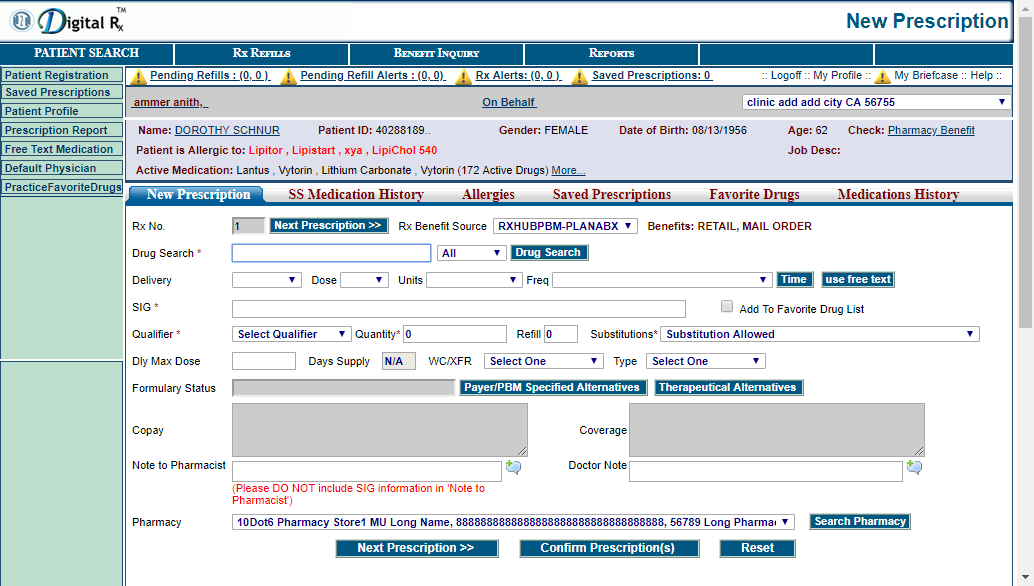 Digital Rx TM New Prescription
PATIENT SEARCH RX REFILLS BENEFIT INQUIRY REPORTS
Patient Registration
Saved Prescriptions
Patient Profile
Prescription Report
Free Text Medication
Default Physician
PracticeFavoriteDrugs
Pending Refills : (0, 0 ) Pending Refill Alerts : (0, 0) Rx Alerts: (0, 0 ) Saved Prescriptions: 0 :: Logoff :: My Profile :: My Briefcase :: Help ::
ammer anith, On Behalf clinic add add city CA 56755
Name: DOROTHY SCHNUR Patient ID: 40288189.. Gender: FEMALE Date of Birth: 08/13/1956 Age: 62 Check: Pharmacy Benefit
Patient is Allergic to: Lipitor , Lipistart , xya , LipiChol 540 Job Desc:
Active Medication: Lantus , Vytorin , Lithium Carbonate , Vytorin (172 Active Drugs) More...
New Prescription SS Medication History Allergies Saved Prescriptions Favorite Drugs Medications History
Rx No. 1 Next Prescription >> Rx Benefit Source RXHUBPBM-PLANABX Benefits: RETAIL, MAIL ORDER
Drug Search * All Drug Search
Delivery Dose Units Freq Time use free text
SIG * Add To Favorite Drug List
Qualifier * Select Qualifier Quantity* 0 Refill 0 Substitutions* Substitution Allowed
Dly Max Dose Days Supply N/A WC/XFR Select One Type Select One
Formulary Status Payer/PBM Specified Alternatives Therapeutical Alternatives
Copay Coverage
Note to Pharmacist Doctor Note
(Please DO NOT include SIG information in 'Note to
Pharmacist')
Pharmacy 10Dot6 Pharmacy Store1 MU Long Name, 56789 Long Pharmac Search Pharmacy
Next Prescription >> Confirm Prescription(s) Reset